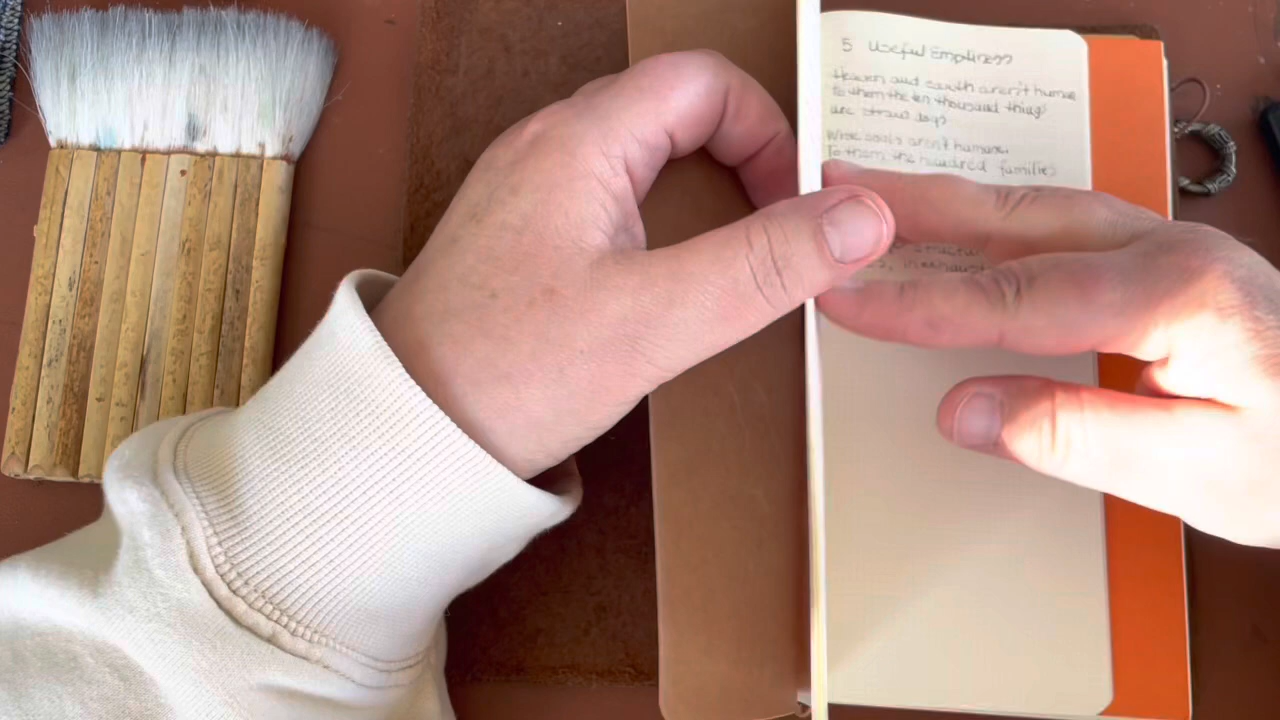 5 Useful Emptiness
Heaven and earth aren't humane
To them the ten thousand things
are straw dogs
Wise souls aren't humane.
To them the hundred families